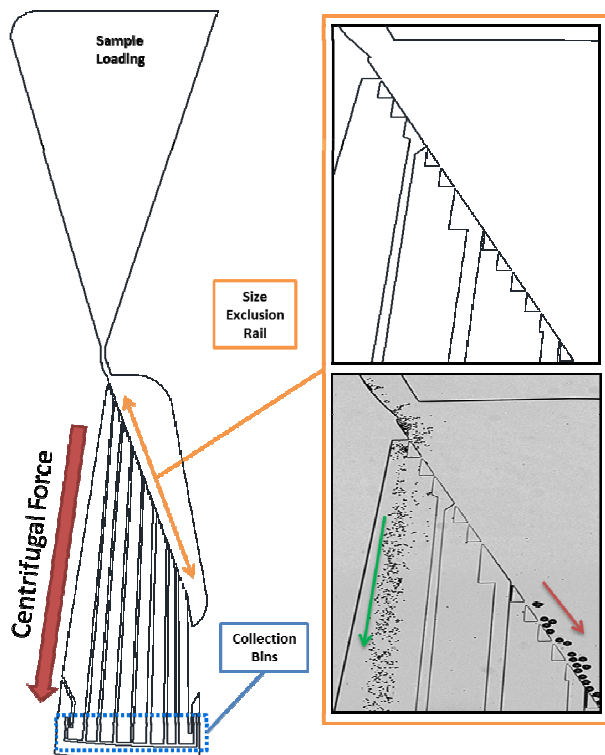 Sample
Loading
Size
Exclusion
Rail
Centrifugal Force
Collection
Bins